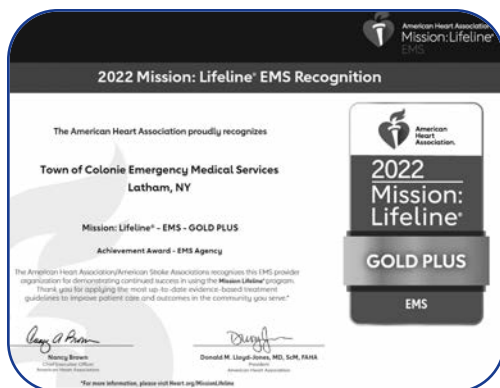 American Heart Association
Mission:Lifeline®
EMS
2022 Mission: Lifeline® EMS Recognition
The American Heart Association proudly recognizes
Town of Colonie Emergency Medical Services
Latham, NY
Mission: Lifeline® - EMS - GOLD PLUS
Achievement Award - EMS Agency
The American Heart Association/American Stroke Associations recognizes this EMS provider
organization for demonstrating continued success in using the Mission Lifeline® program.
Thank you for applying the most up-to-date evidence-based treatment
guidelines to improve patient care and outcomes in the community you serve.*
Nancy Brown
Chief Executive Officer
American Heart Association
Donald M. Lloyd-Jones, MD, ScM, FAHA
President
American Heart Association
*For more information, please visit Heart.org/MissionLifeline
American
Heart
Association.
2022
Mission:
Lifeline®
GOLD PLUS
EMS